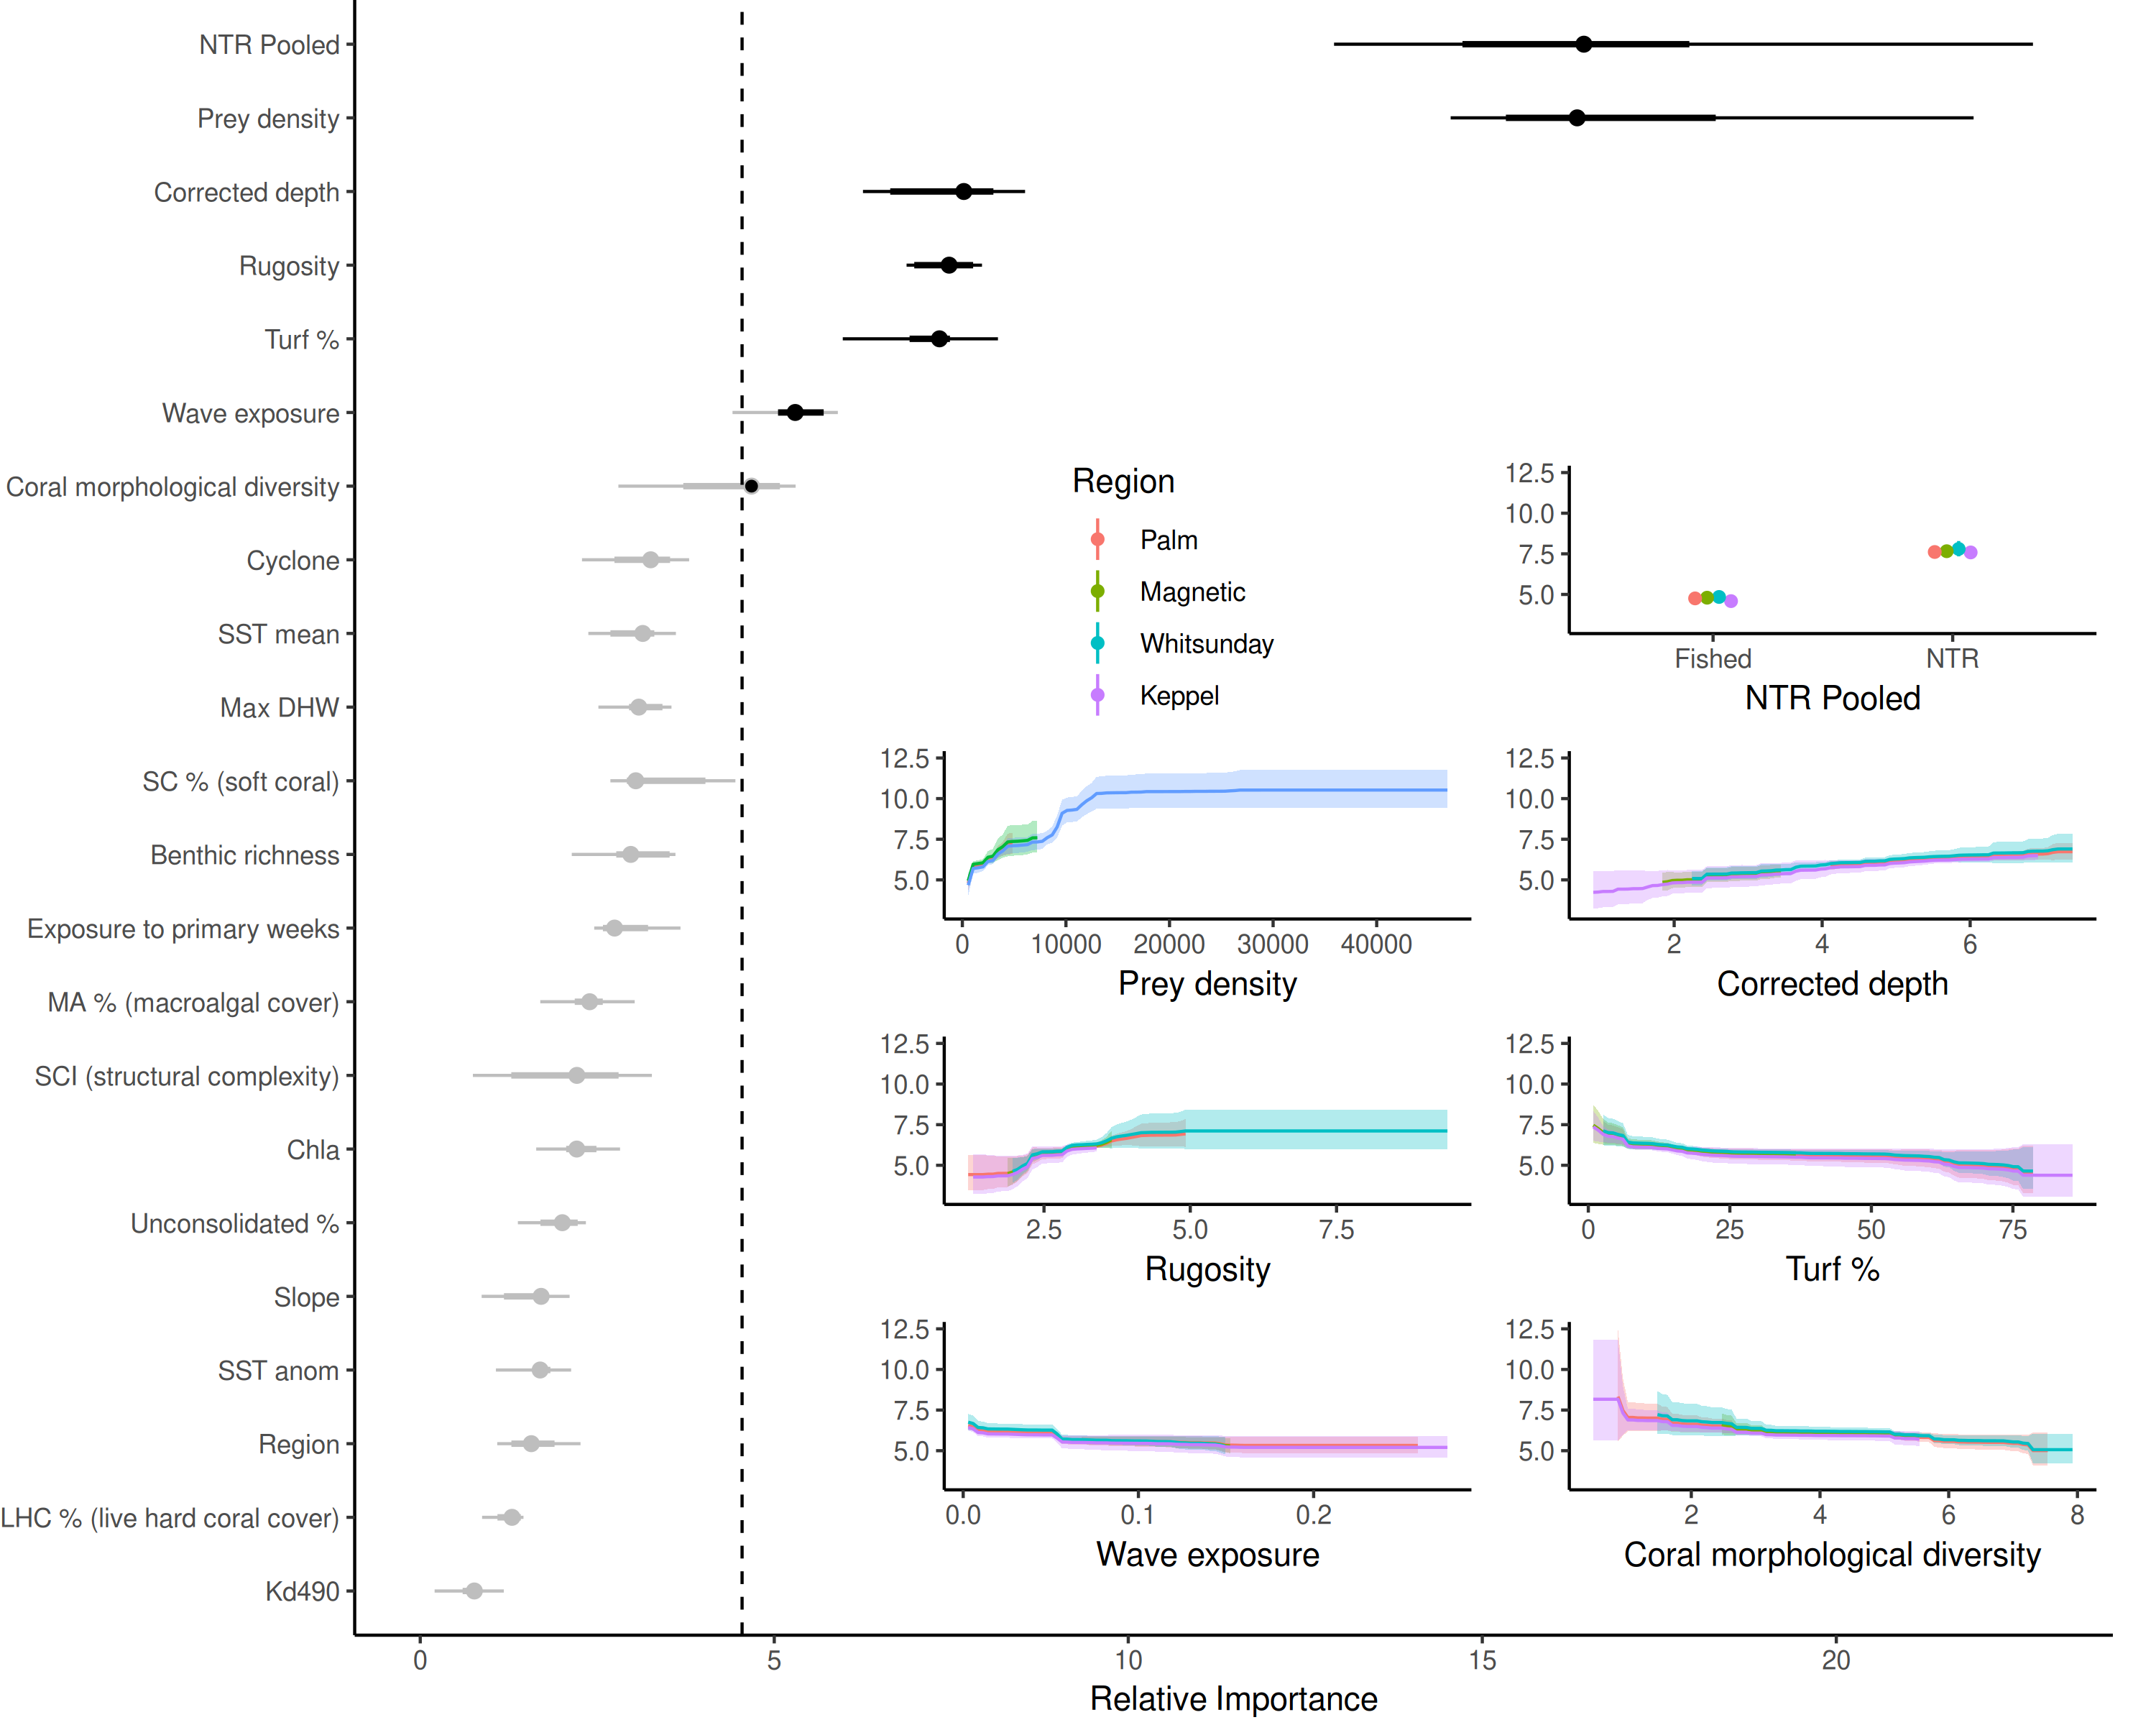 NTR Pooled
Prey density
Corrected depth
Rugosity
Turf %
Wave exposure
Coral morphological diversity
Cyclone
SST mean
Max DHW
SC % (soft coral)
Benthic richness
Exposure to primary weeks
MA % (macroalgal cover)
SCI (structural complexity)
Chla
Unconsolidated %
Slope
SST anom
Region
LHC % (live hard coral cover)
Kd490
0 5 10 15 20
Relative Importance
Region
Palm
Magnetic
Whitsunday
Keppel
12.5
10.0
7.5
5.0
Fished NTR
NTR Pooled
12.5
10.0
7.5
5.0
0 10000 20000 30000 40000
Prey density
12.5
10.0
7.5
5.0
2 4 6
Corrected depth
12.5
10.0
7.5
5.0
2.5 5.0 7.5
Rugosity
12.5
10.0
7.5
5.0
0 25 50 75
Turf %
12.5
10.0
7.5
5.0
0.0 0.1 0.2
Wave exposure
12.5
10.0
7.5
5.0
2 4 6 8
Coral morphological diversity